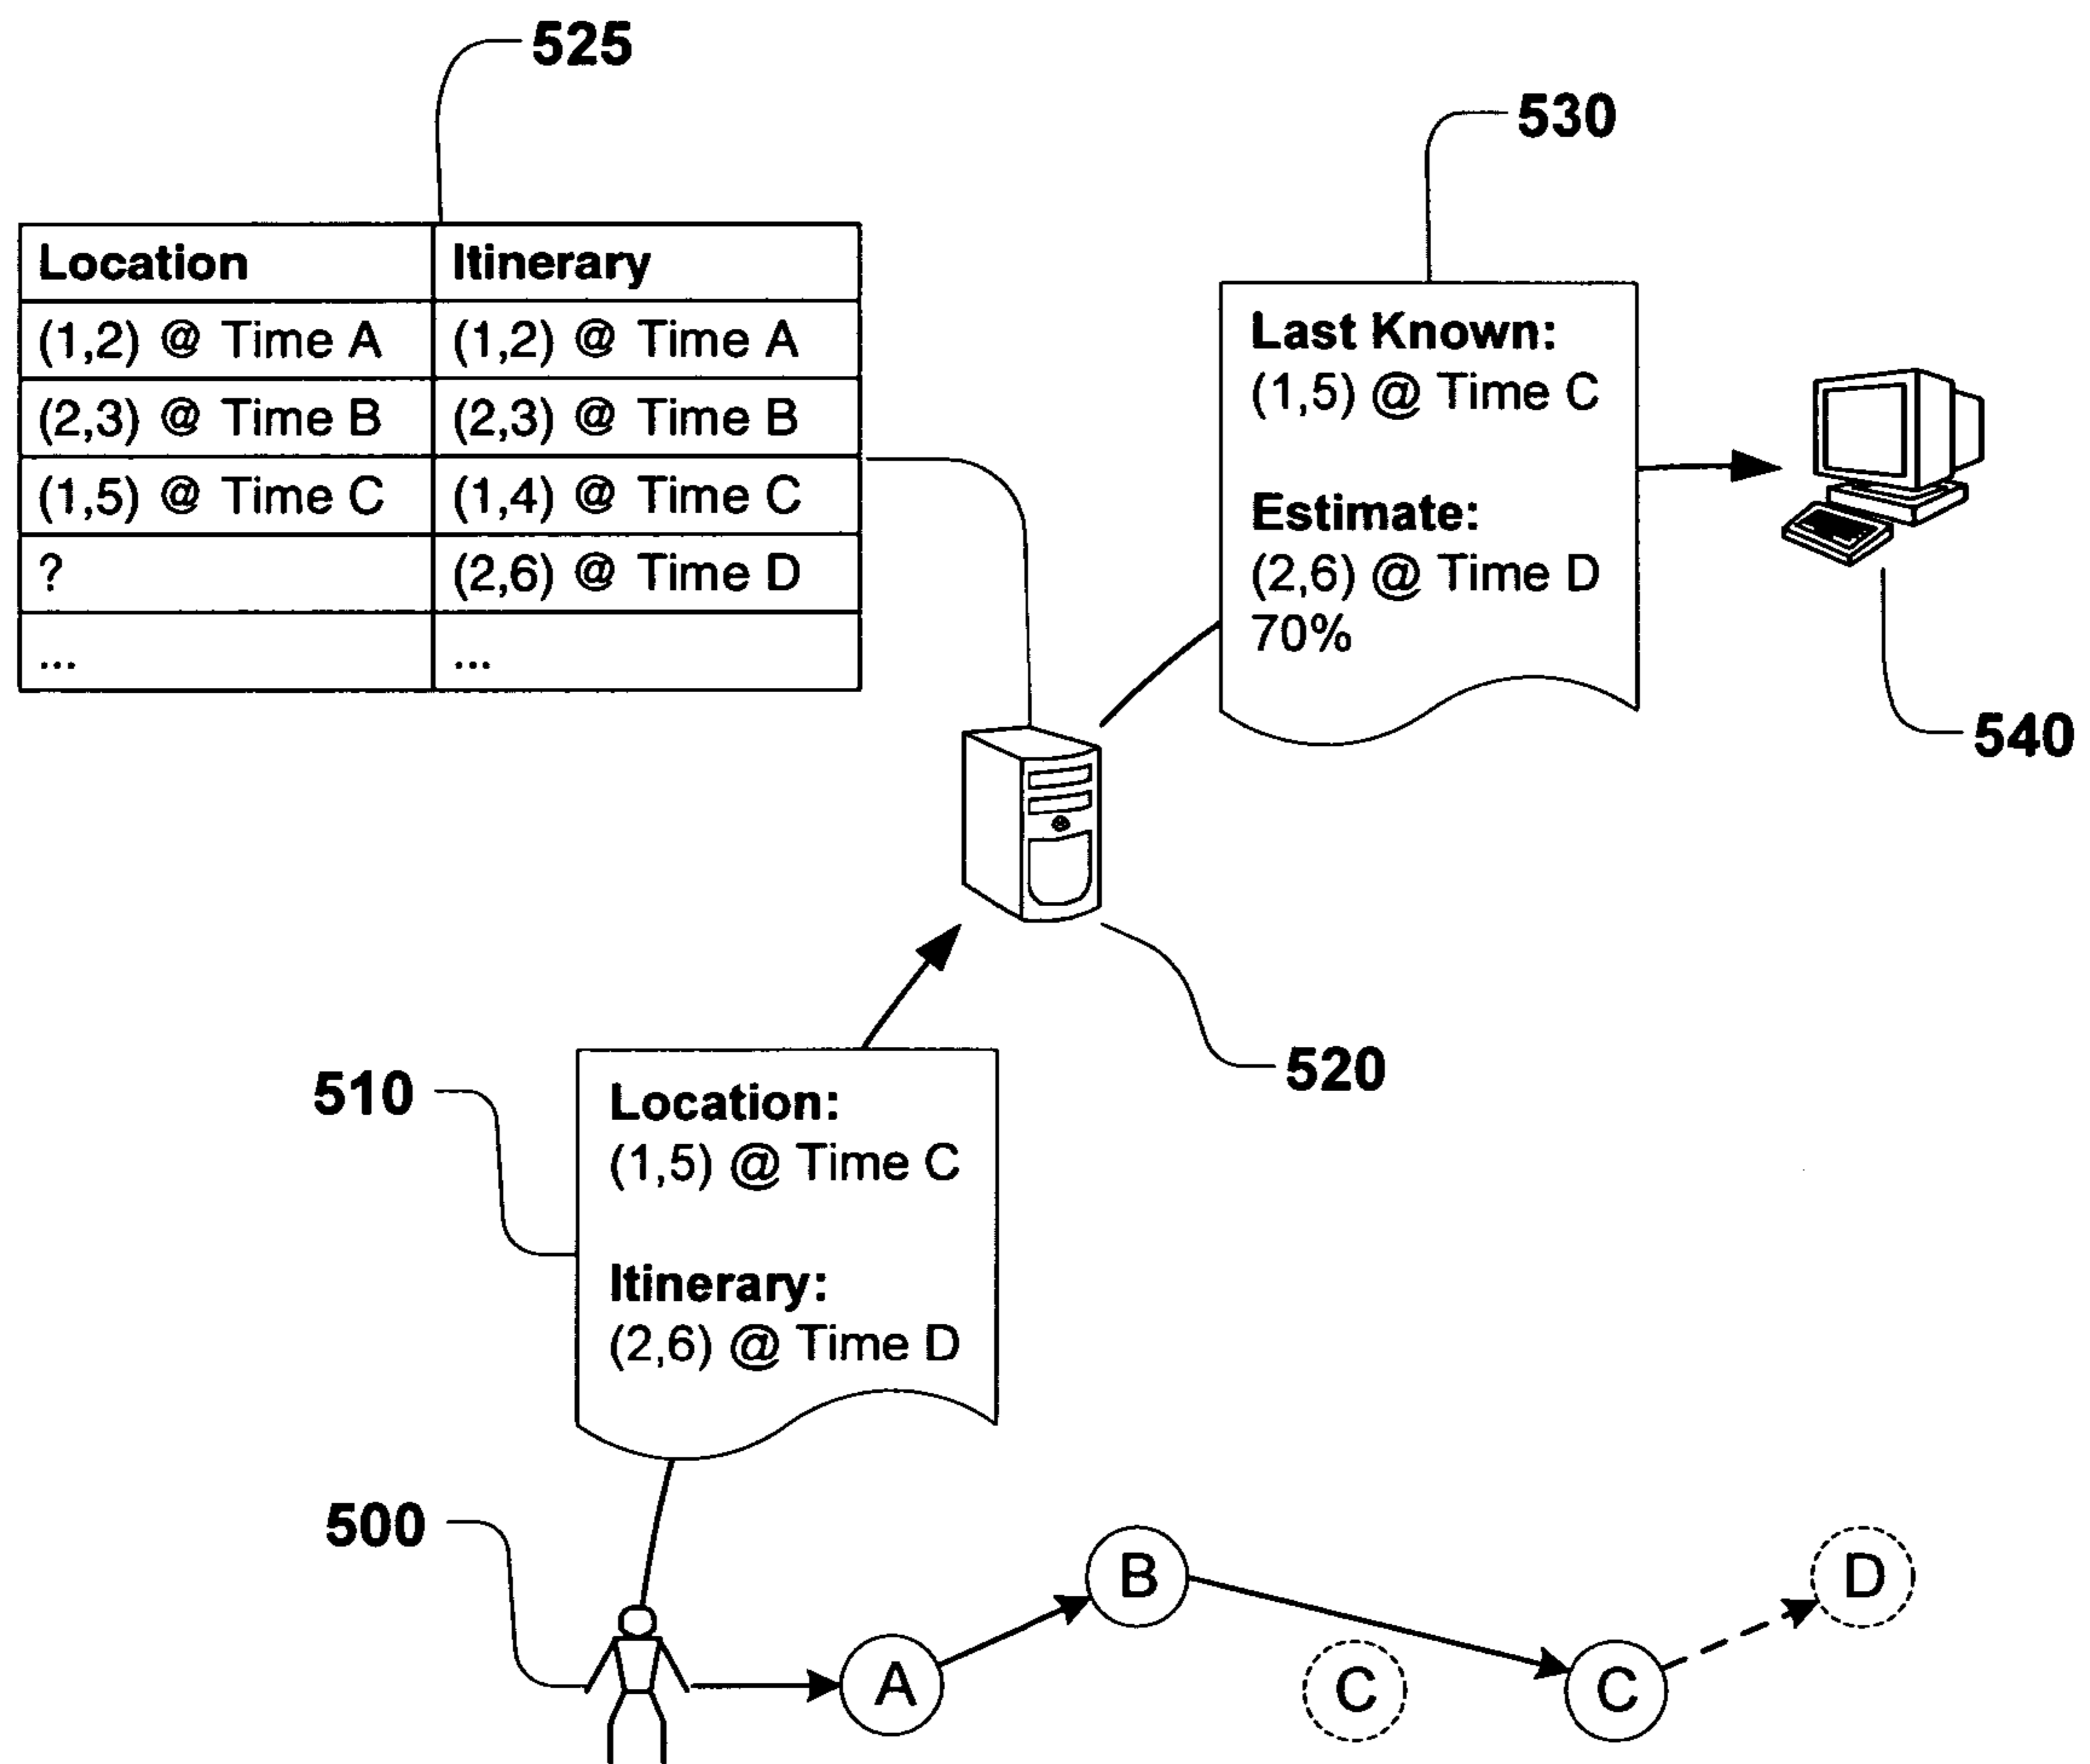 525
530
Location Itinerary
(1,2) @ Time A (1,2) @ Time A
(2,3) @ Time B (2,3) @ Time B
(1,5) @ Time C (1,4) @ Time C
? (2,6) @ Time D
... ...
Last Known:
(1,5) @ Time C
Estimate:
(2,6) @ Time D
70%
540
520
510
Location:
(1,5) @ Time C
Itinerary:
(2,6) @ Time D
500
A
B
C
C
D